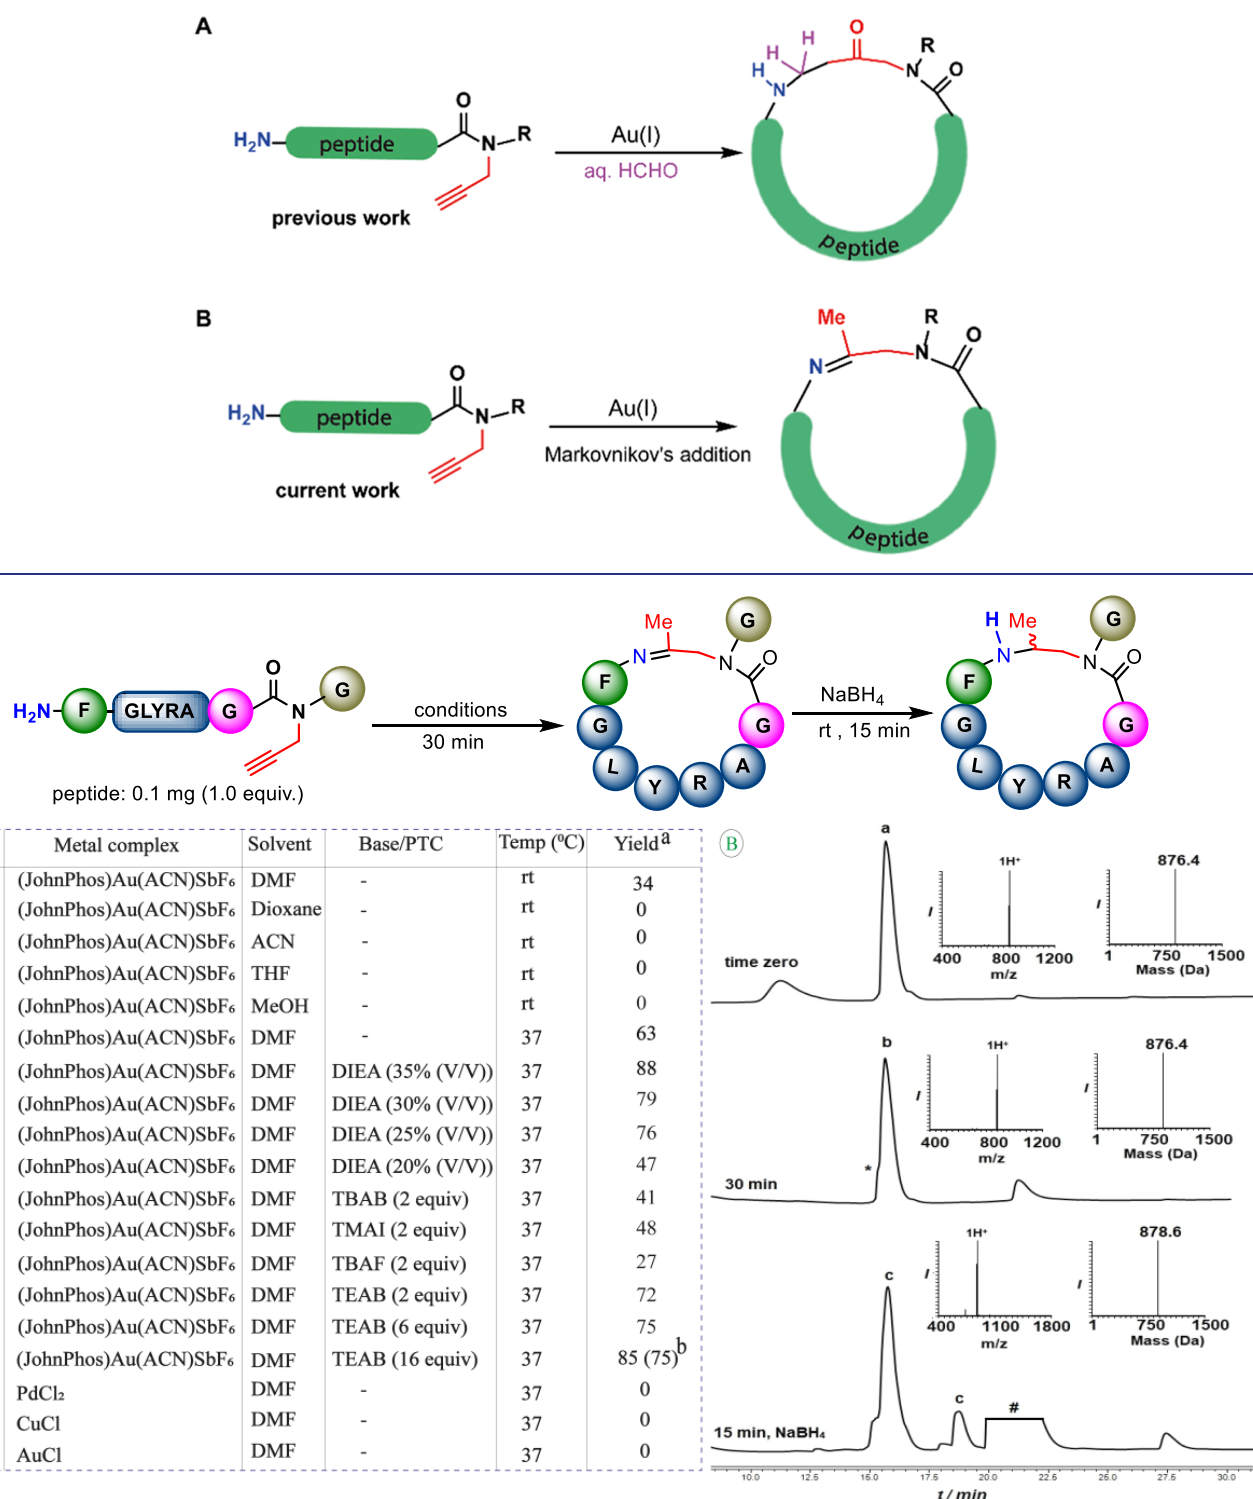 A
H
H
O
R
H
N
N
O
O
H₂N
peptide
N
R
Au(I)
aq. HCHO
previous work
peptide
B
Me
R
O
N
N
O
H₂N
peptide
N
R
Au(I)
Markovnikov's addition
current work
peptide
H₂N
F
GLYRA
G
O
N
G
conditions
30 min
peptide: 0.1 mg (1.0 equiv.)
Me
G
N
N
O
F
G
G
L
Y
R
A
NaBH₄
rt , 15 min
H
Me
G
N
N
O
F
G
G
L
Y
R
A
Metal complex Solvent Base/PTC Temp (⁰C) Yield a
(JohnPhos)Au(ACN)SbF₆ DMF - rt 34
(JohnPhos)Au(ACN)SbF₆ Dioxane - rt 0
(JohnPhos)Au(ACN)SbF₆ ACN - rt 0
(JohnPhos)Au(ACN)SbF₆ THF - rt 0
(JohnPhos)Au(ACN)SbF₆ MeOH - rt 0
(JohnPhos)Au(ACN)SbF₆ DMF - 37 63
(JohnPhos)Au(ACN)SbF₆ DMF DIEA (35% (V/V)) 37 88
(JohnPhos)Au(ACN)SbF₆ DMF DIEA (30% (V/V)) 37 79
(JohnPhos)Au(ACN)SbF₆ DMF DIEA (25% (V/V)) 37 76
(JohnPhos)Au(ACN)SbF₆ DMF DIEA (20% (V/V)) 37 47
(JohnPhos)Au(ACN)SbF₆ DMF TBAB (2 equiv) 37 41
(JohnPhos)Au(ACN)SbF₆ DMF TMAI (2 equiv) 37 48
(JohnPhos)Au(ACN)SbF₆ DMF TBAF (2 equiv) 37 27
(JohnPhos)Au(ACN)SbF₆ DMF TEAB (2 equiv) 37 72
(JohnPhos)Au(ACN)SbF₆ DMF TEAB (6 equiv) 37 75
(JohnPhos)Au(ACN)SbF₆ DMF TEAB (16 equiv) 37 85 (75) b
PdCl₂ DMF - 37 0
CuCl DMF - 37 0
AuCl DMF - 37 0
B
a
time zero
1H⁺
I
400 800 1200
m/z
876.4
I
1 750 1500
Mass (Da)
b
*
30 min
1H⁺
I
400 800 1200
m/z
876.4
I
1 750 1500
Mass (Da)
c
c
#
15 min, NaBH₄
1H⁺
I
400 1100 1800
m/z
878.6
I
1 750 1500
Mass (Da)
10.0 12.5 15.0 17.5 20.0 22.5 25.0 27.5 30.0
t / min